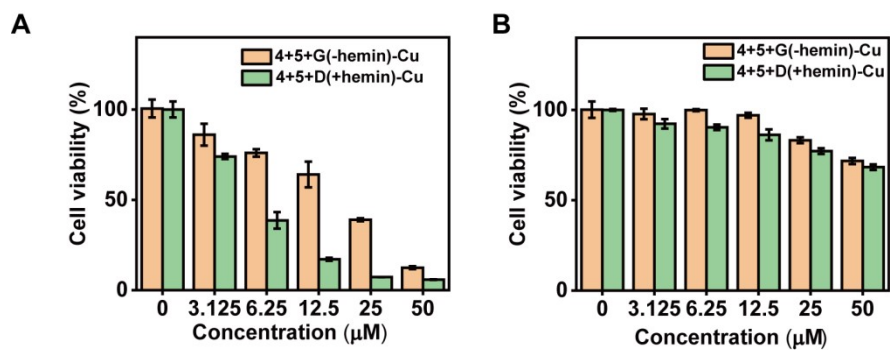 A
4+5+G(-hemin)-Cu
4+5+D(+hemin)-Cu
Cell viability (%)
100
50
0
0 3.125 6.25 12.5 25 50
Concentration (μM)
B
4+5+G(-hemin)-Cu
4+5+D(+hemin)-Cu
Cell viability (%)
100
50
0
0 3.125 6.25 12.5 25 50
Concentration (μM)